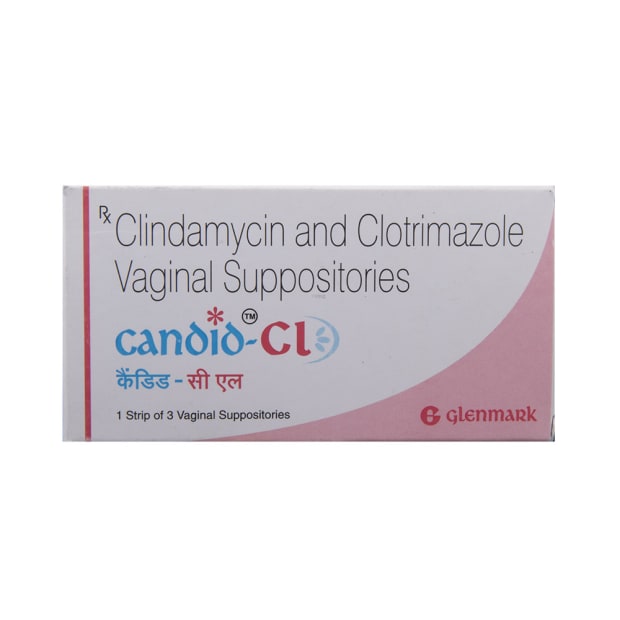 Rx Clindamycin and Clotrimazole
Vaginal Suppositories
candid-Cl™
कैंडिड - सी एल
1 Strip of 3 Vaginal Suppositories
G GLENMARK